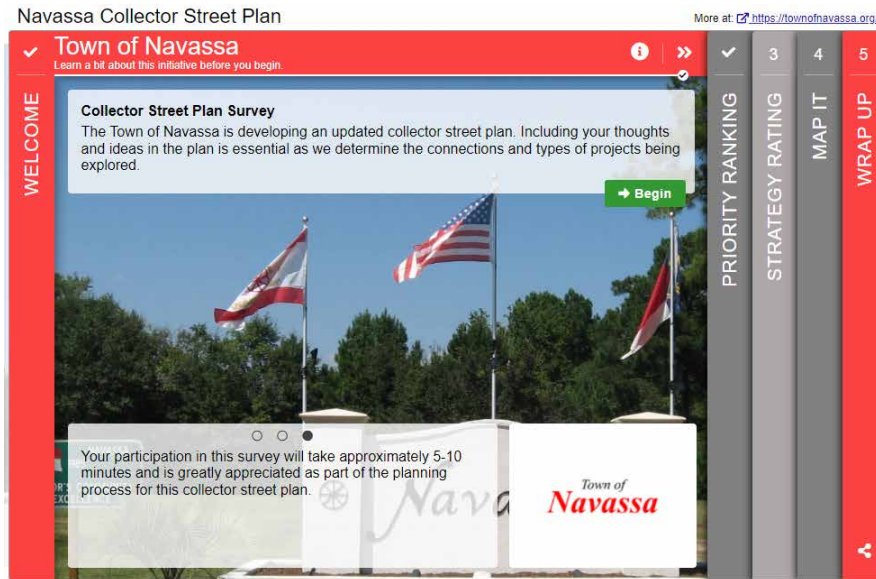 Navassa Collector Street Plan
More at: https://townofnavassa.org
Town of Navassa
Learn a bit about this initiative before you begin.
WELCOME
Collector Street Plan Survey
The Town of Navassa is developing an updated collector street plan. Including your thoughts
and ideas in the plan is essential as we determine the connections and types of projects being
explored.
Begin
Your participation in this survey will take approximately 5-10
minutes and is greatly appreciated as part of the planning
process for this collector street plan.
Town of
Navassa
PRIORITY RANKING
3
STRATEGY RATING
4
MAP IT
5
WRAP UP